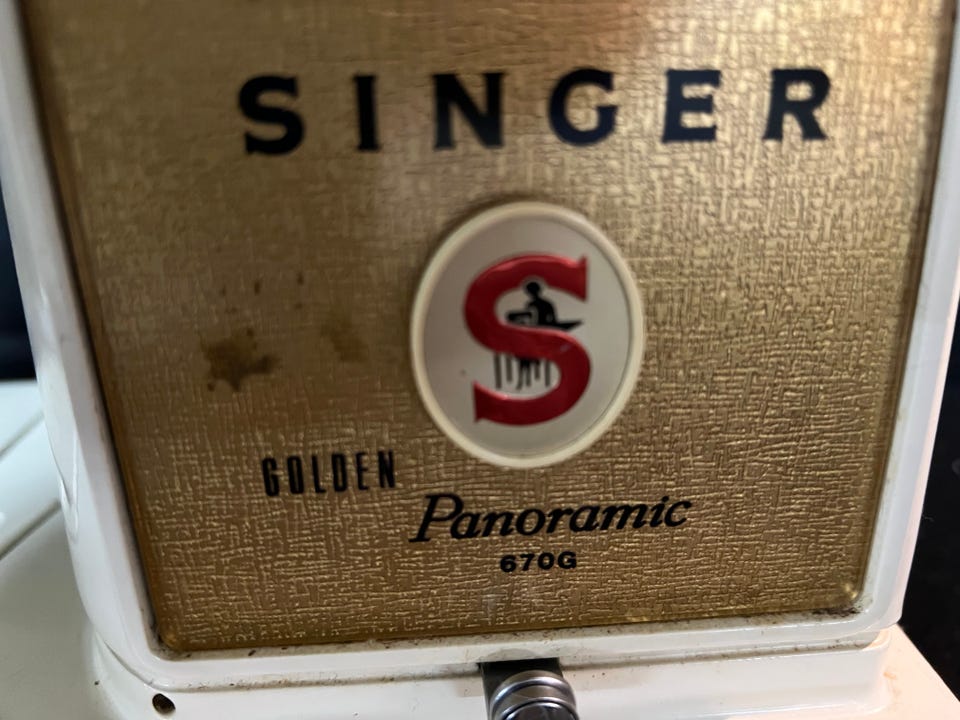 SINGER
S
GOLDEN
Panoramic
670G